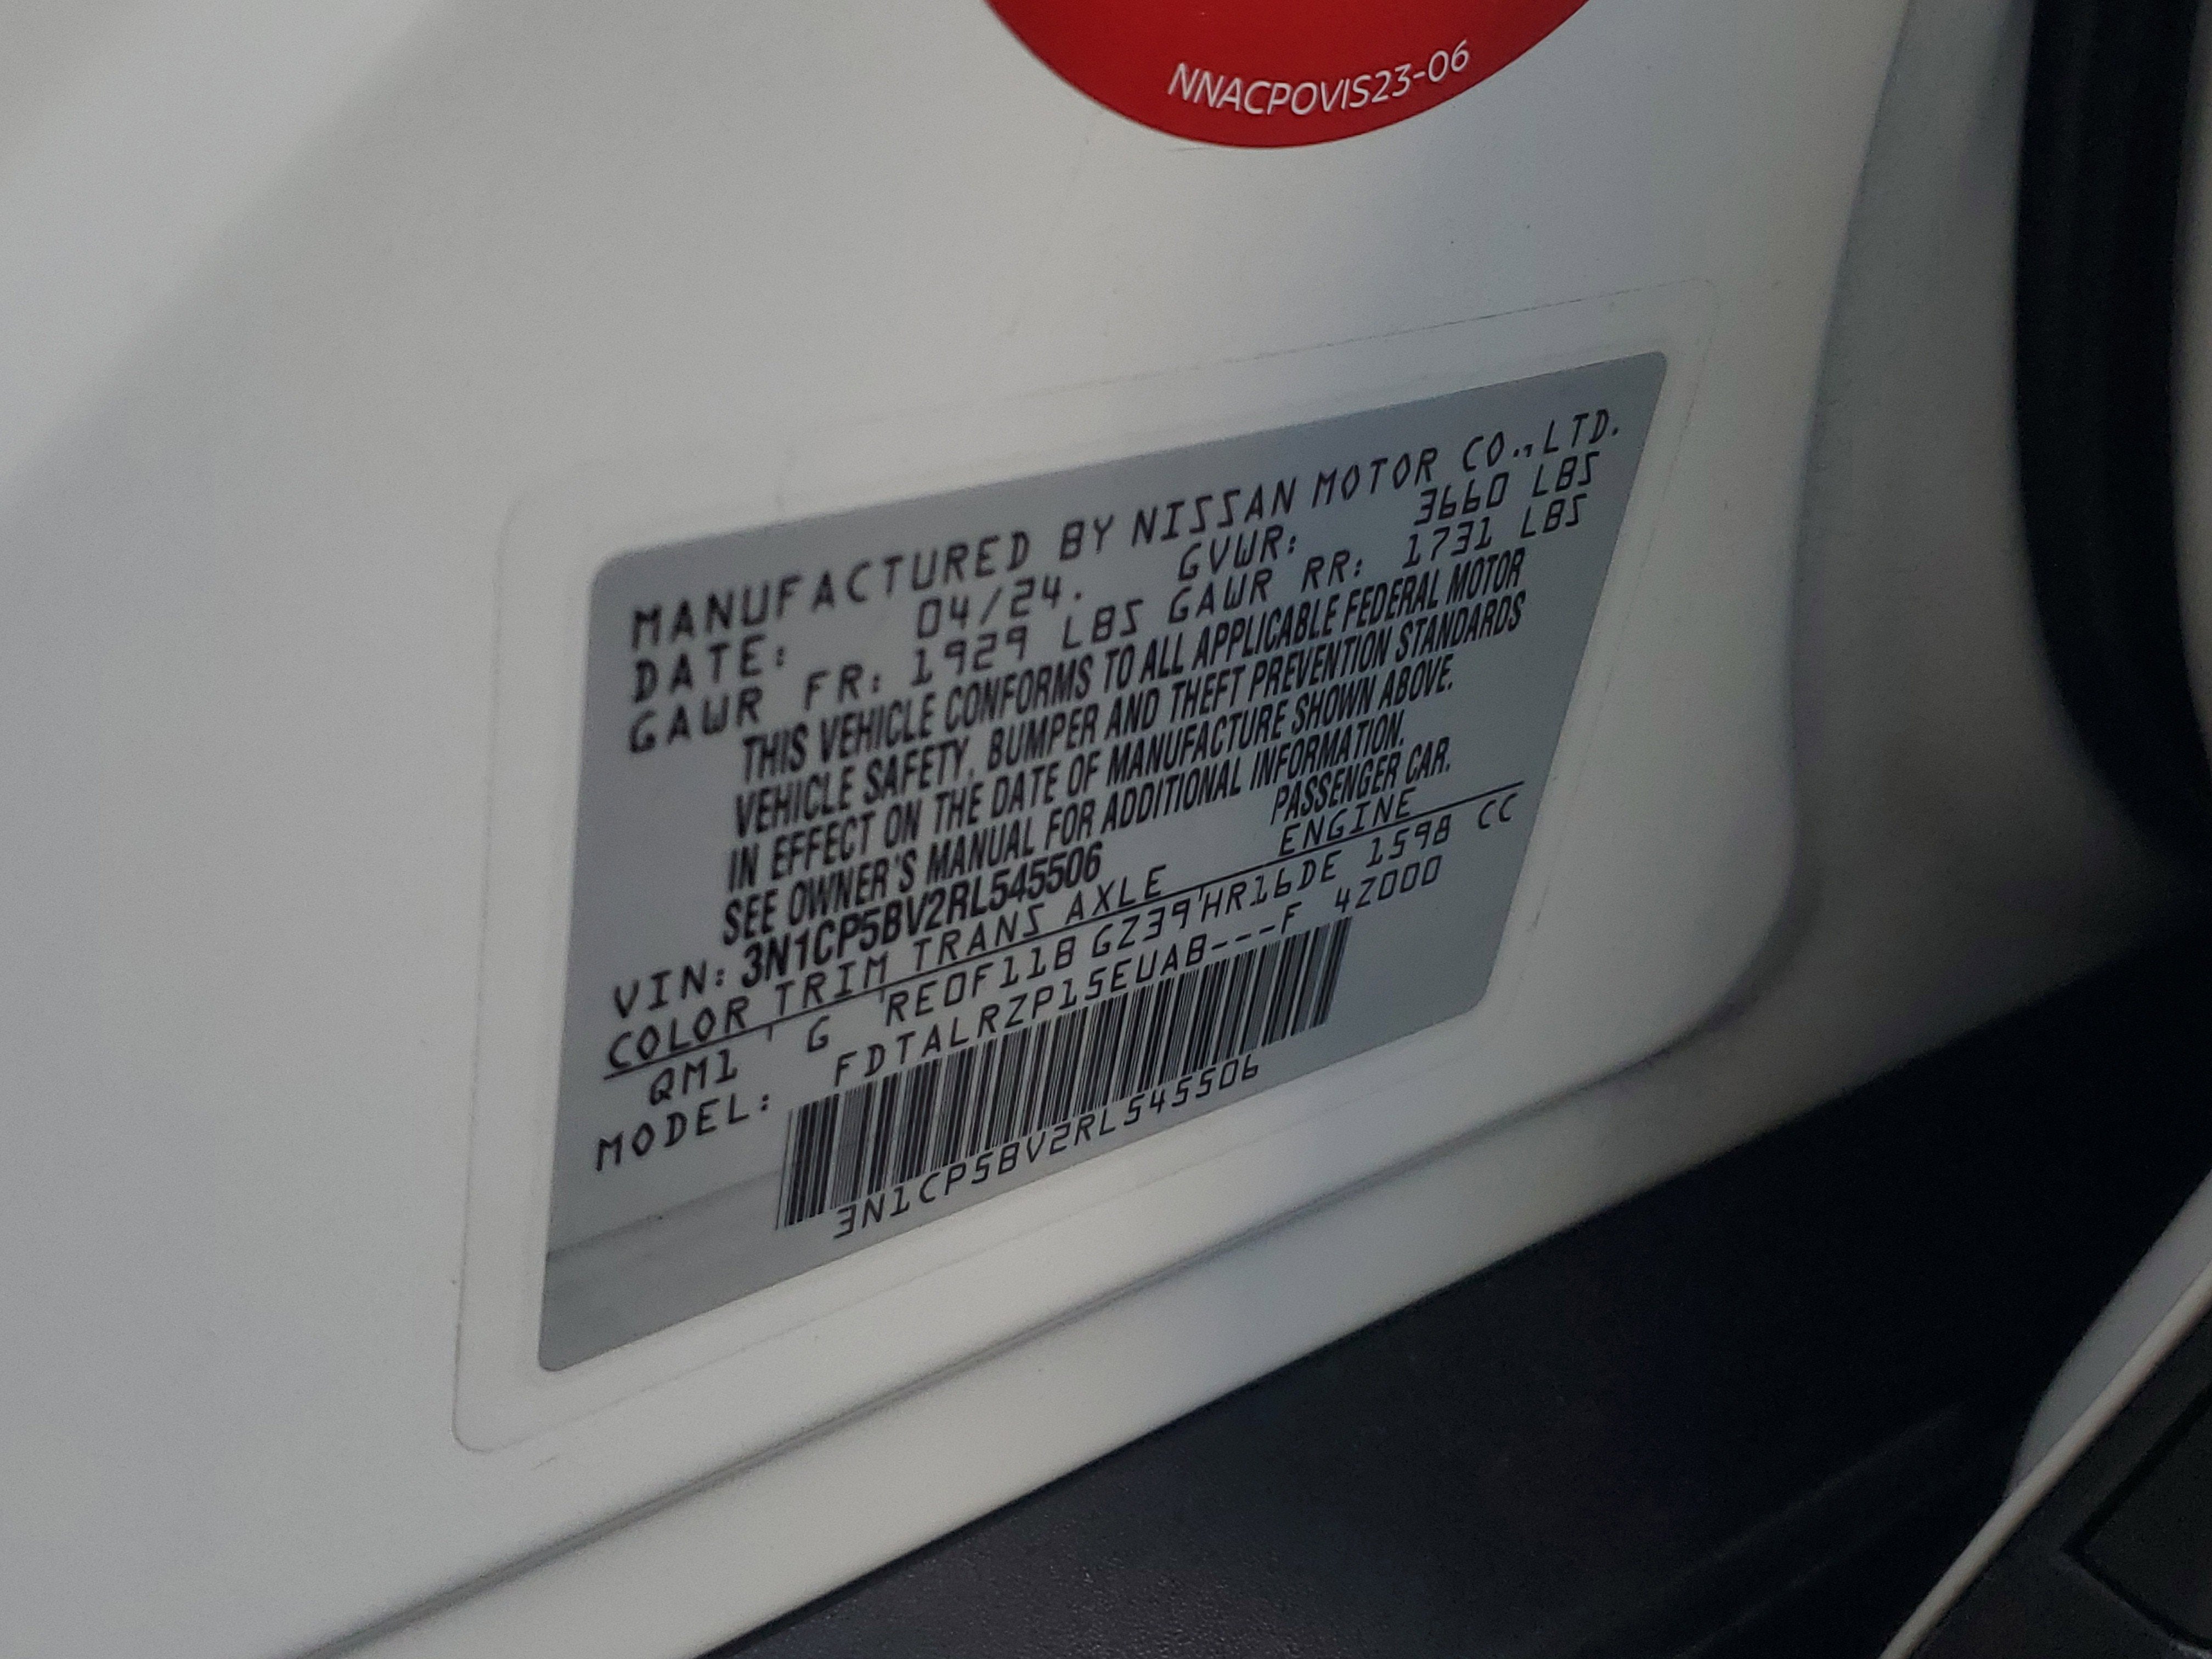 NNACPOVIS23-06
MANUFACTURED BY NISSAN MOTOR CO.,LTD.
DATE: 04/24. GVWR: 3660 LBS
GAWR FR: 1929 LBS GAWR RR: 1731 LBS
THIS VEHICLE CONFORMS TO ALL APPLICABLE FEDERAL MOTOR
VEHICLE SAFETY, BUMPER AND THEFT PREVENTION STANDARDS
IN EFFECT ON THE DATE OF MANUFACTURE SHOWN ABOVE.
SEE OWNER'S MANUAL FOR ADDITIONAL INFORMATION.
VIN: 3N1CP5BV2RL545506 PASSENGER CAR.
COLOR TRIM TRANS AXLE ENGINE
QM1 G RE0F11B GZ39 HR16DE 1598 CC
MODEL: FDTALRZP15EUAB---F 4Z000
3N1CP5BV2RL545506